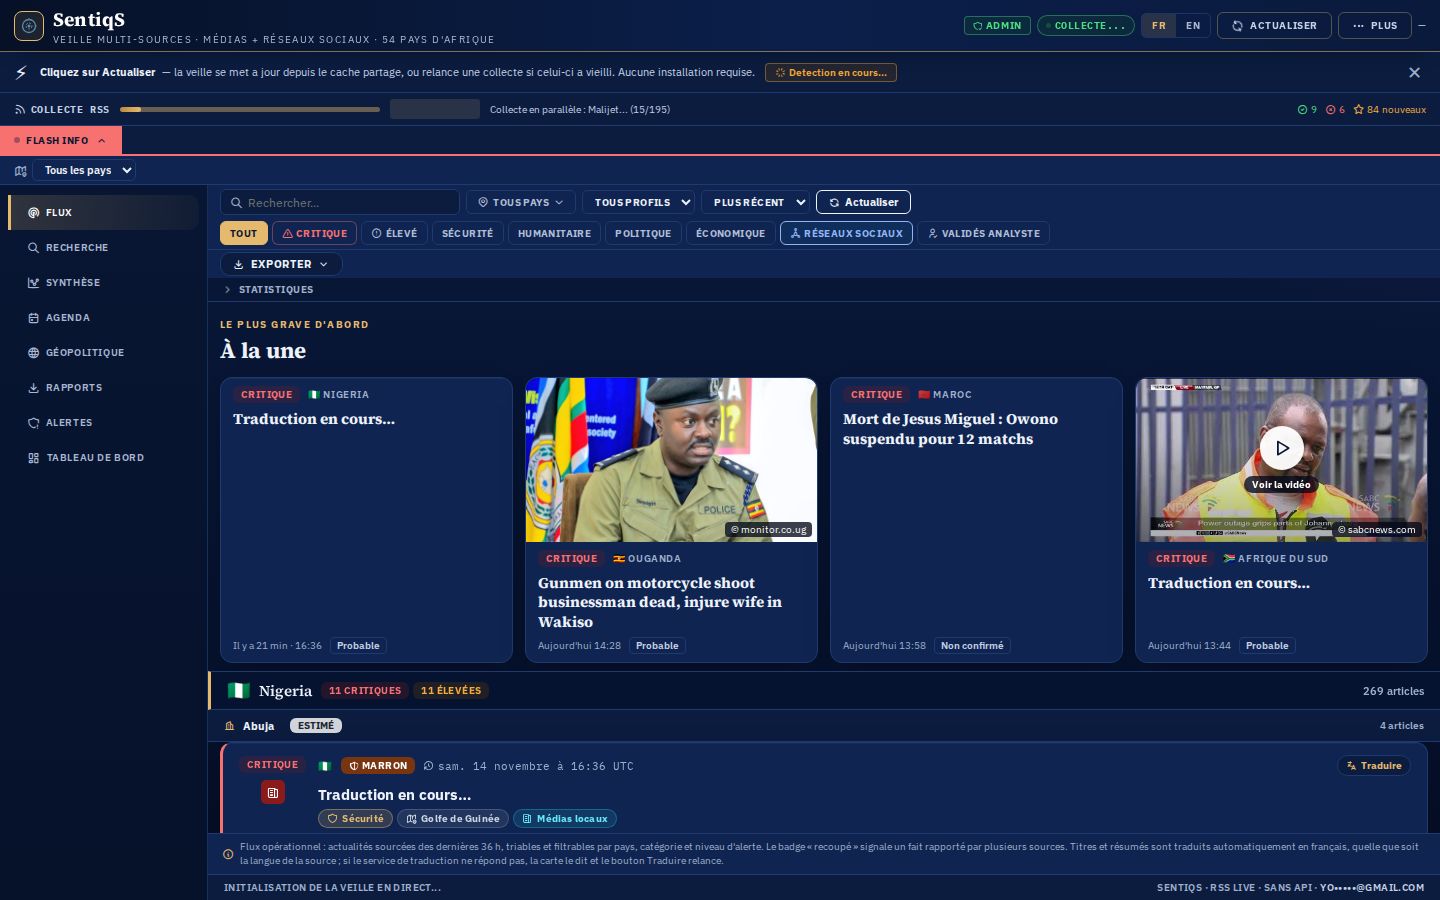 SentiqS
VEILLE MULTI-SOURCES · MÉDIAS + RÉSEAUX SOCIAUX · 54 PAYS D'AFRIQUE
ADMIN
COLLECTE...
FR
EN
ACTUALISER
··· PLUS
Cliquez sur Actualiser — la veille se met a jour depuis le cache partage, ou relance une collecte si celui-ci a vieilli. Aucune installation requise.
Detection en cours...
COLLECTE RSS
Collecte en parallèle : Malijet... (15/195)
9
6
84 nouveaux
FLASH INFO
Tous les pays
FLUX
RECHERCHE
SYNTHÈSE
AGENDA
GÉOPOLITIQUE
RAPPORTS
ALERTES
TABLEAU DE BORD
Rechercher...
TOUS PAYS
TOUS PROFILS
PLUS RÉCENT
Actualiser
TOUT
CRITIQUE
ÉLEVÉ
SÉCURITÉ
HUMANITAIRE
POLITIQUE
ÉCONOMIQUE
RÉSEAUX SOCIAUX
VALIDÉS ANALYSTE
EXPORTER
STATISTIQUES
LE PLUS GRAVE D'ABORD
À la une
CRITIQUE
NIGERIA
Traduction en cours...
Il y a 21 min · 16:36
Probable
POLICE
© monitor.co.ug
CRITIQUE
OUGANDA
Gunmen on motorcycle shoot
businessman dead, injure wife in
Wakiso
Aujourd'hui 14:28
Probable
CRITIQUE
MAROC
Mort de Jesus Miguel : Owono
suspendu pour 12 matchs
Aujourd'hui 13:58
Non confirmé
Voir la vidéo
SABC
NEWS
Power outage grips parts of
© sabcnews.com
CRITIQUE
AFRIQUE DU SUD
Traduction en cours...
Aujourd'hui 13:44
Probable
Nigeria
11 CRITIQUES
11 ÉLEVÉES
269 articles
Abuja
ESTIMÉ
4 articles
CRITIQUE
MARRON
sam. 14 novembre à 16:36 UTC
Traduire
Traduction en cours...
Sécurité
Golfe de Guinée
Médias locaux
Flux opérationnel : actualités sourcées des dernières 36 h, triables et filtrables par pays, catégorie et niveau d'alerte. Le badge « recoupé » signale un fait rapporté par plusieurs sources. Titres et résumés sont traduits automatiquement en français, quelle que soit
la langue de la source ; si le service de traduction ne répond pas, la carte le dit et le bouton Traduire relance.
INITIALISATION DE LA VEILLE EN DIRECT...
SENTIQS · RSS LIVE · SANS API · YO•••••@GMAIL.COM